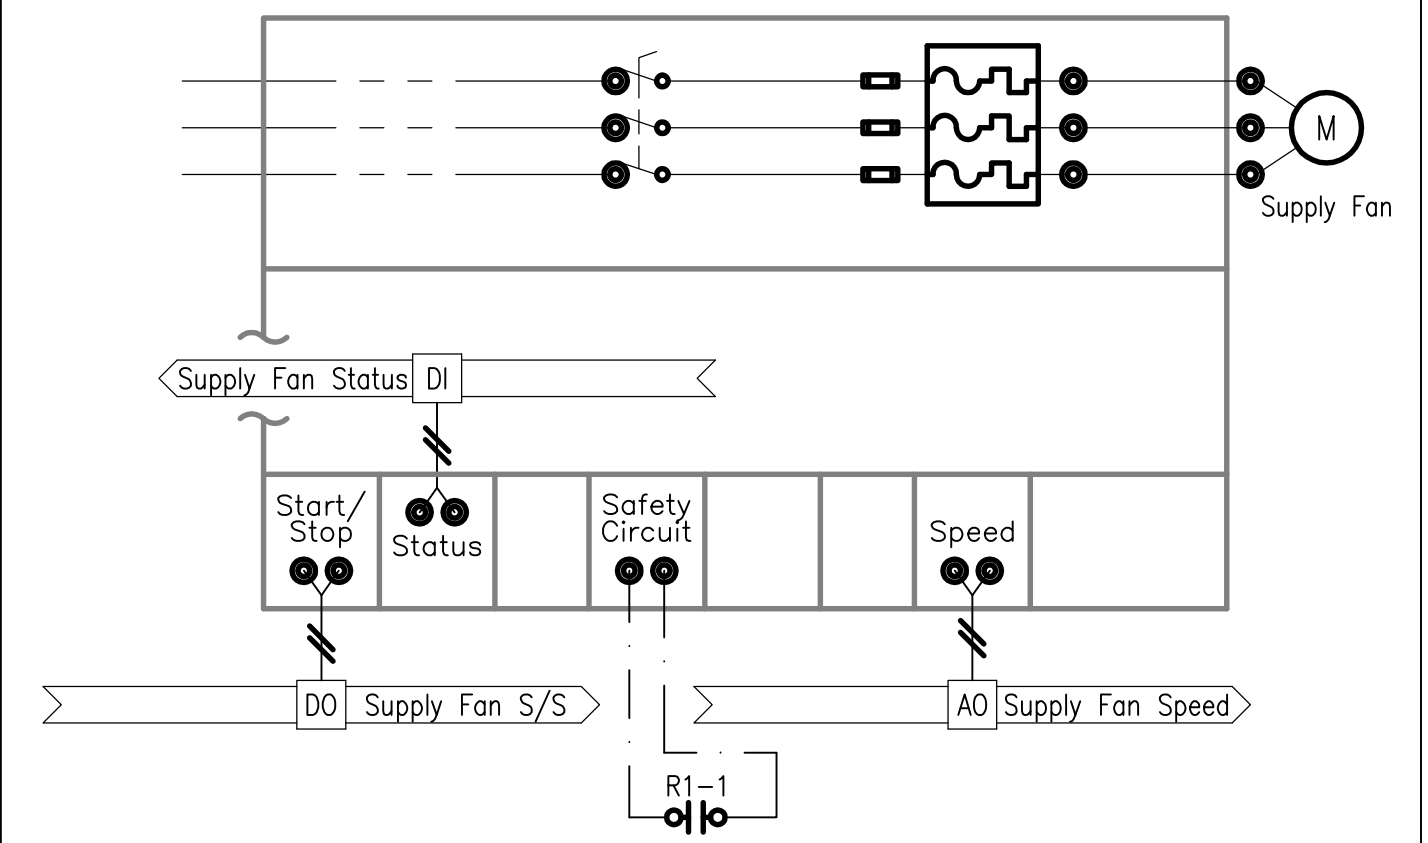 M
Supply Fan
Supply Fan Status
DI
Start/
Stop
Status
Safety
Circuit
Speed
DO
Supply Fan S/S
AO
Supply Fan Speed
R1-1